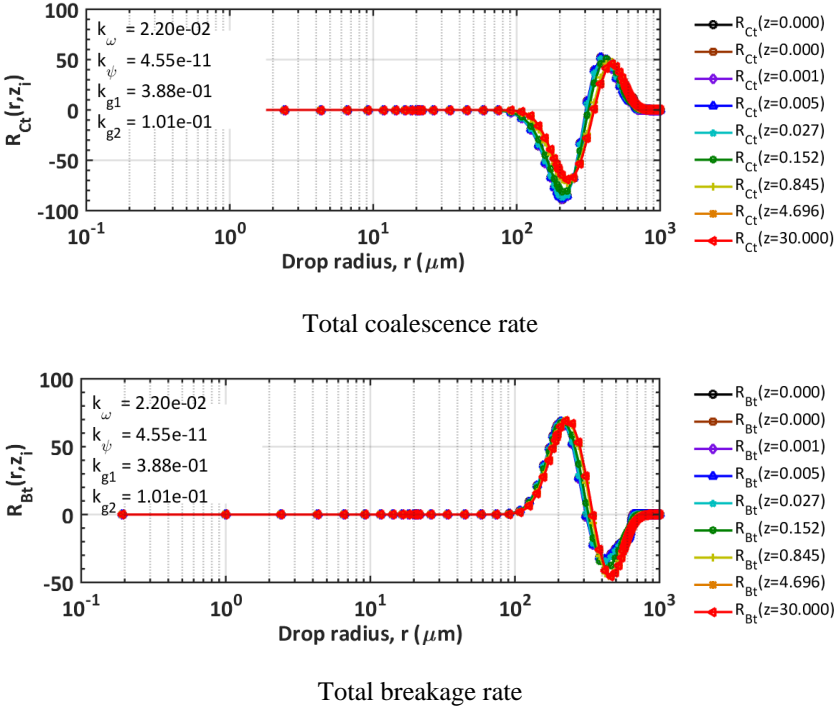 100
50
0
-50
-100
R_Ct(r,z_i)
k_ω = 2.20e-02
k_ψ = 4.55e-11
k_g1 = 3.88e-01
k_g2 = 1.01e-01
10^-1 10^0 10^1 10^2 10^3
Drop radius, r (μm)
R_Ct(z=0.000)
R_Ct(z=0.000)
R_Ct(z=0.001)
R_Ct(z=0.005)
R_Ct(z=0.027)
R_Ct(z=0.152)
R_Ct(z=0.845)
R_Ct(z=4.696)
R_Ct(z=30.000)
Total coalescence rate
100
50
0
-50
R_Bt(r,z_i)
k_ω = 2.20e-02
k_ψ = 4.55e-11
k_g1 = 3.88e-01
k_g2 = 1.01e-01
10^-1 10^0 10^1 10^2 10^3
Drop radius, r (μm)
R_Bt(z=0.000)
R_Bt(z=0.000)
R_Bt(z=0.001)
R_Bt(z=0.005)
R_Bt(z=0.027)
R_Bt(z=0.152)
R_Bt(z=0.845)
R_Bt(z=4.696)
R_Bt(z=30.000)
Total breakage rate